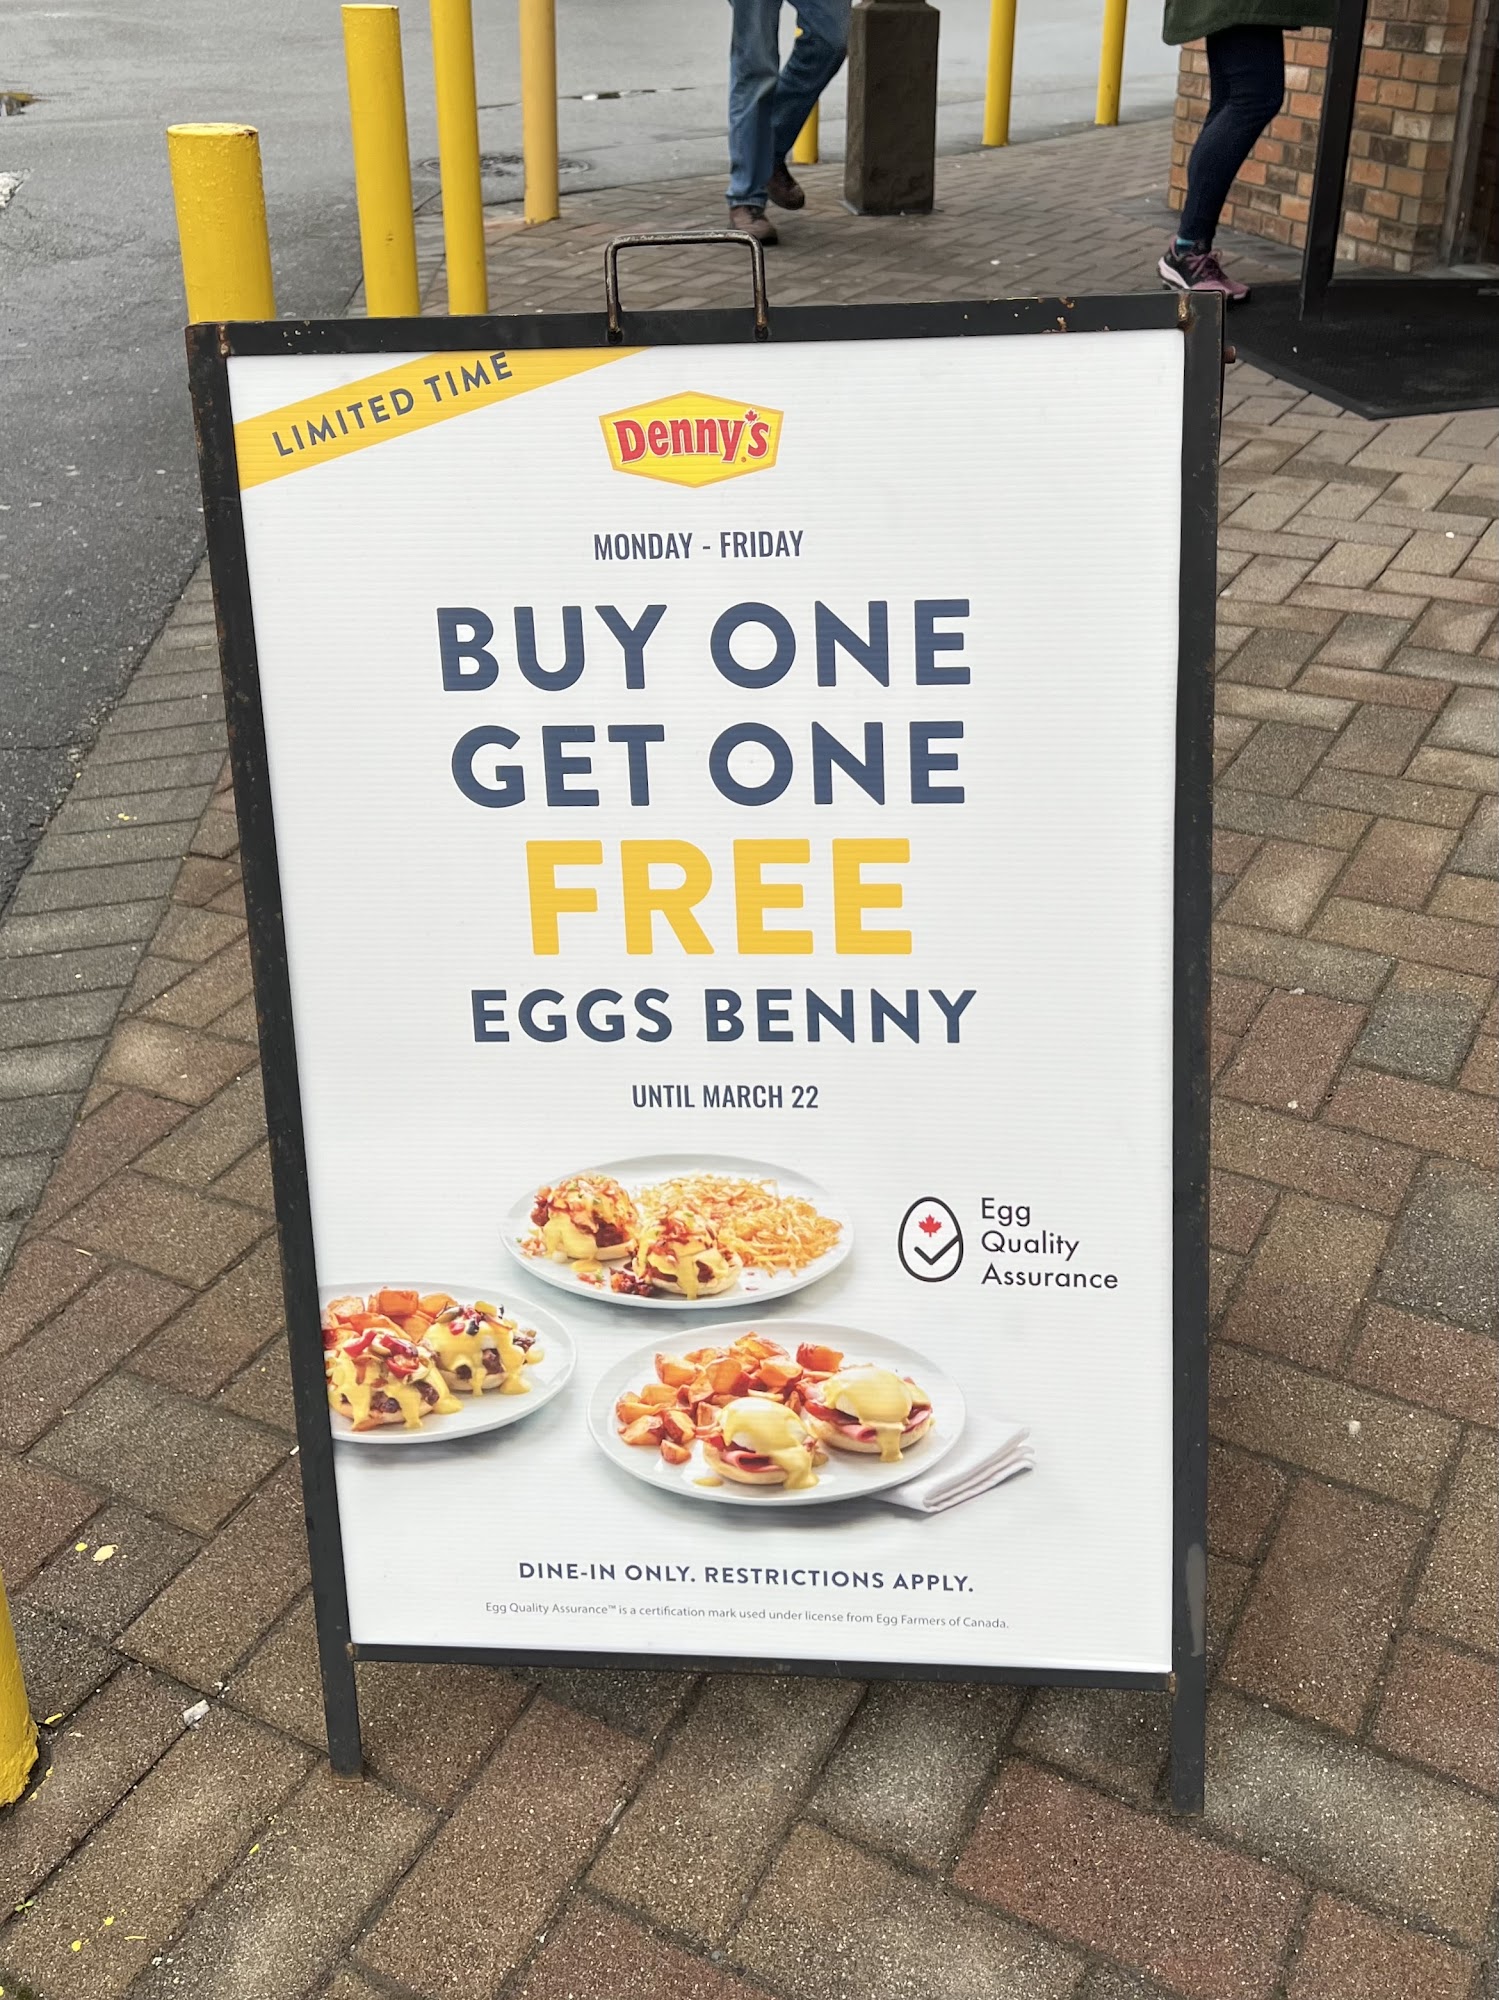 LIMITED TIME
Denny's
MONDAY - FRIDAY
BUY ONE
GET ONE
FREE
EGGS BENNY
UNTIL MARCH 22
Egg
Quality
Assurance
DINE-IN ONLY. RESTRICTIONS APPLY.
Egg Quality Assurance™ is a certification mark used under license from Egg Farmers of Canada.